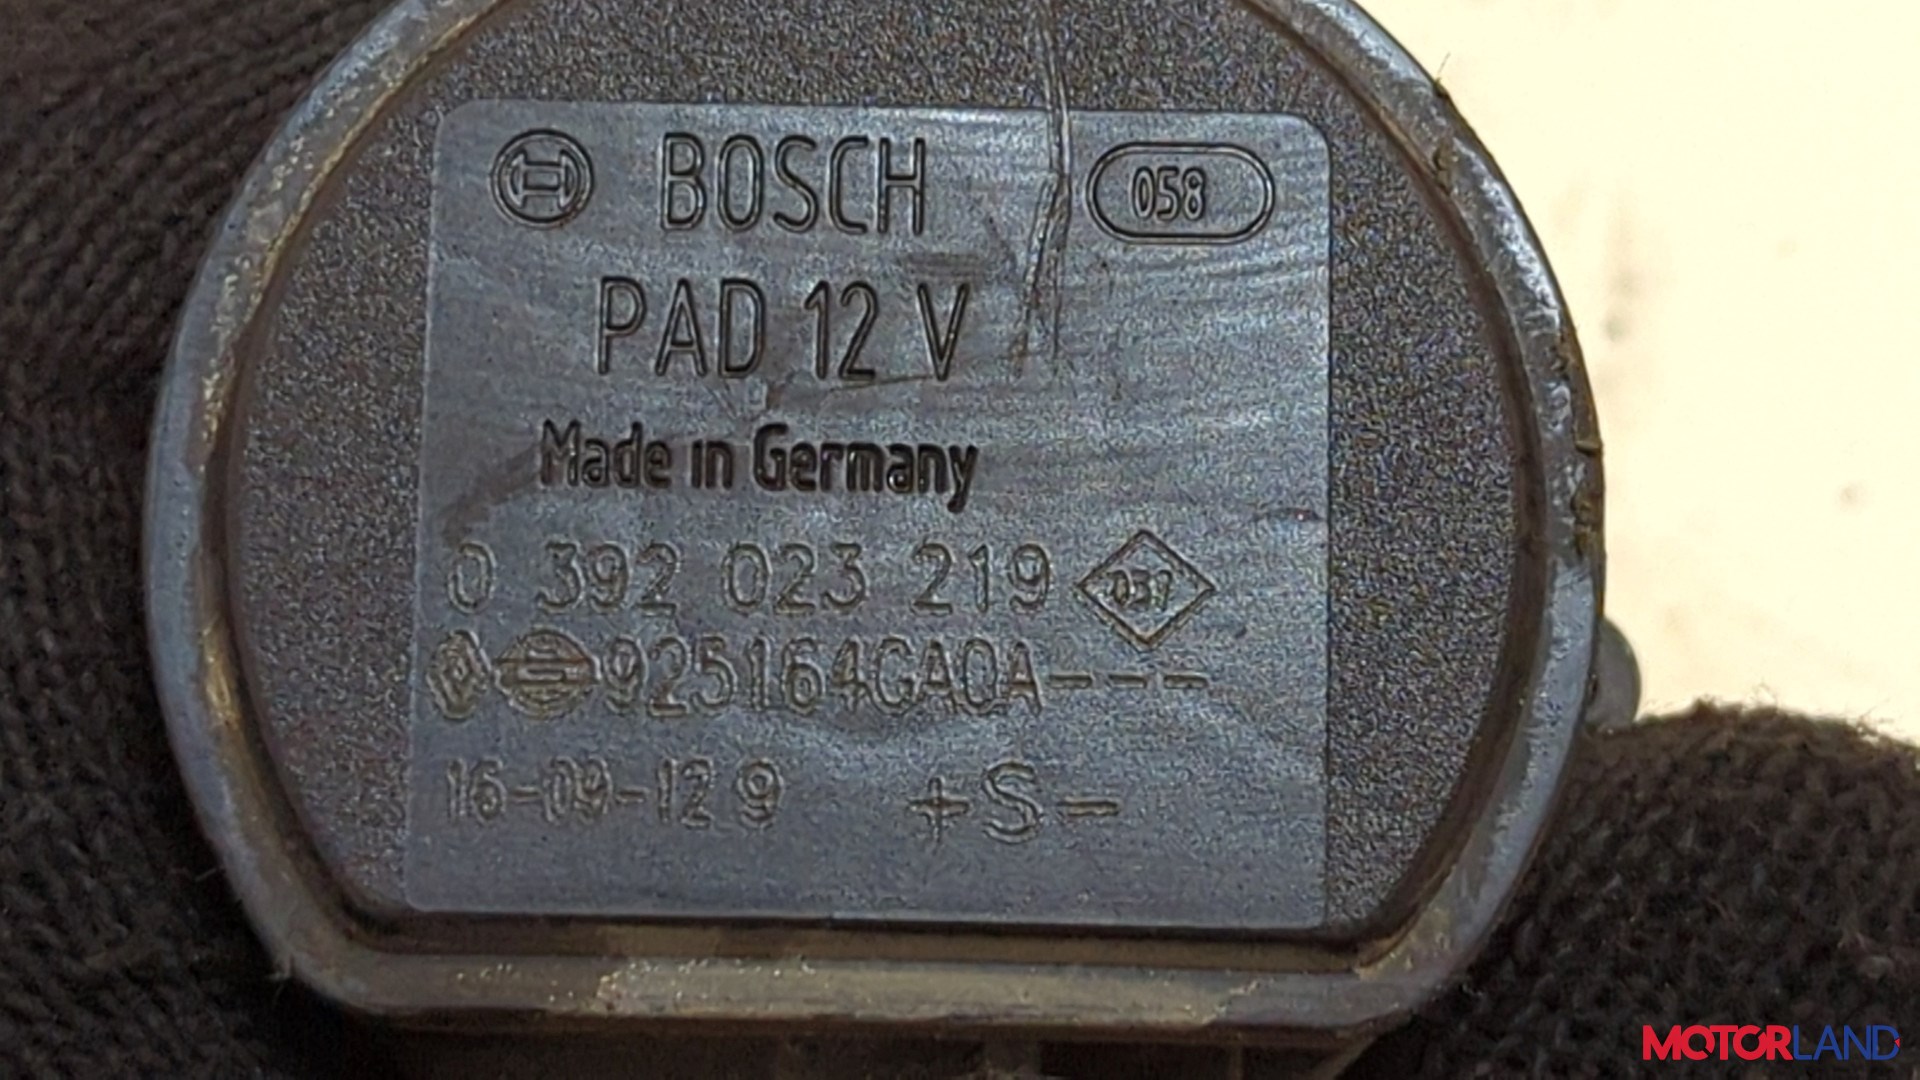 BOSCH 058
PAD 12 V
Made in Germany
0 392 023 219 037
925164GA0A---
16-09-12 9 +S-
MOTORLAND